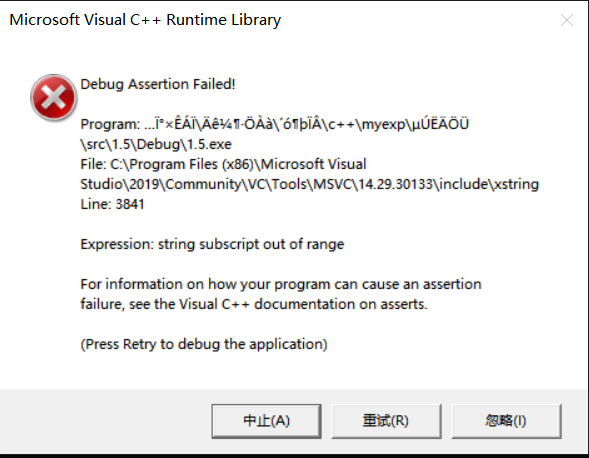 Microsoft Visual C++ Runtime Library
Debug Assertion Failed!
Program: ...Ï°×ÊÁÏ\Äê¼¶·ÖÀà\´ó¶þÏÂ\c++\myexp\µÚËÄÖÜ
\src\1.5\Debug\1.5.exe
File: C:\Program Files (x86)\Microsoft Visual
Studio\2019\Community\VC\Tools\MSVC\14.29.30133\include\xstring
Line: 3841
Expression: string subscript out of range
For information on how your program can cause an assertion
failure, see the Visual C++ documentation on asserts.
(Press Retry to debug the application)
中止(A)
重试(R)
忽略(I)